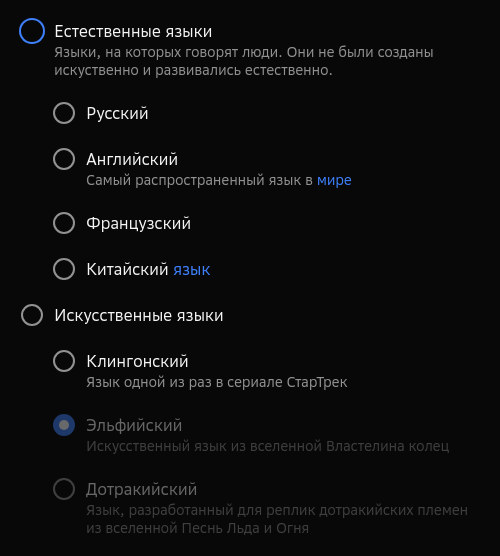 Естественные языки
Языки, на которых говорят люди. Они не были созданы
искуственно и развивались естественно.
Русский
Английский
Самый распространенный язык в мире
Французский
Китайский язык
Искусственные языки
Клингонский
Язык одной из раз в сериале СтарТрек
Эльфийский
Искусственный язык из вселенной Властелина колец
Дотракийский
Язык, разработанный для реплик дотракийских племен
из вселенной Песнь Льда и Огня